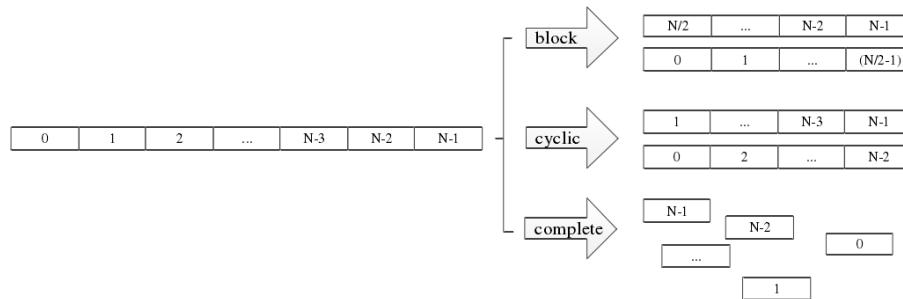 block
N/2 ... N-2 N-1
0 1 ... (N/2-1)
0 1 2 ... N-3 N-2 N-1
cyclic
1 ... N-3 N-1
0 2 ... N-2
complete
N-1
N-2
0
...
1